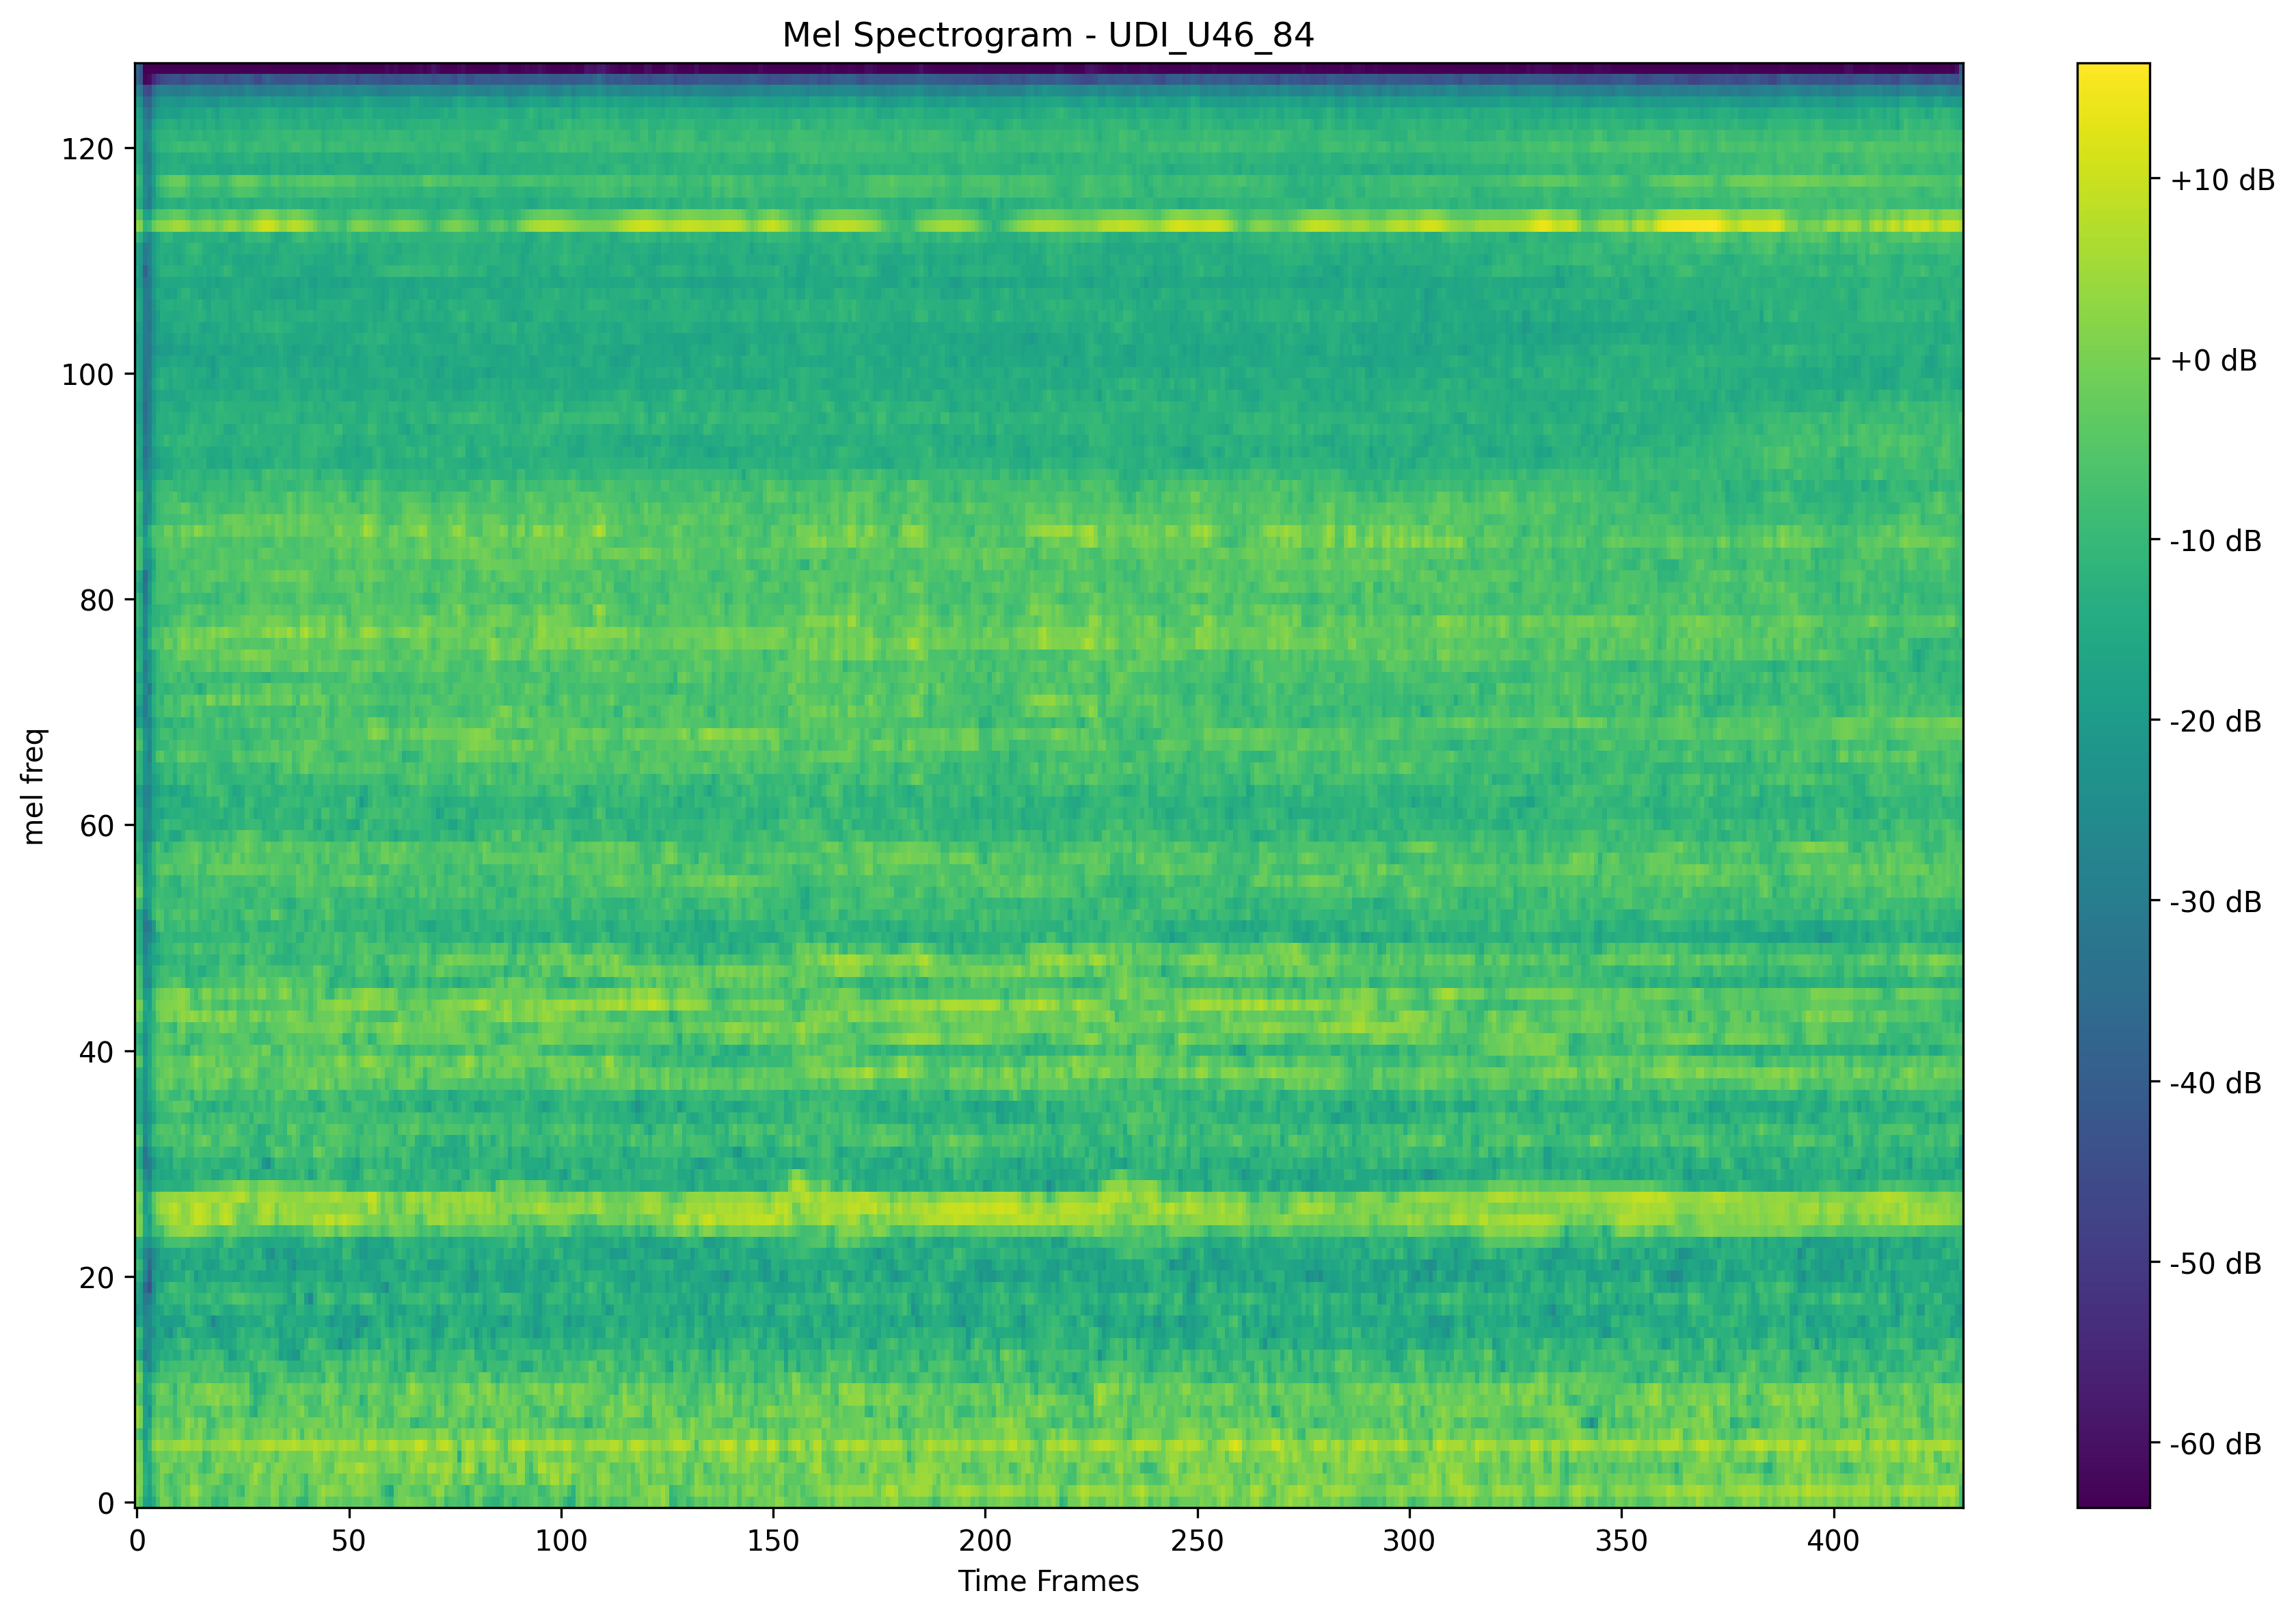 Mel Spectrogram - UDI_U46_84
mel freq
120
100
80
60
40
20
0
0 50 100 150 200 250 300 350 400
Time Frames
+10 dB
+0 dB
-10 dB
-20 dB
-30 dB
-40 dB
-50 dB
-60 dB